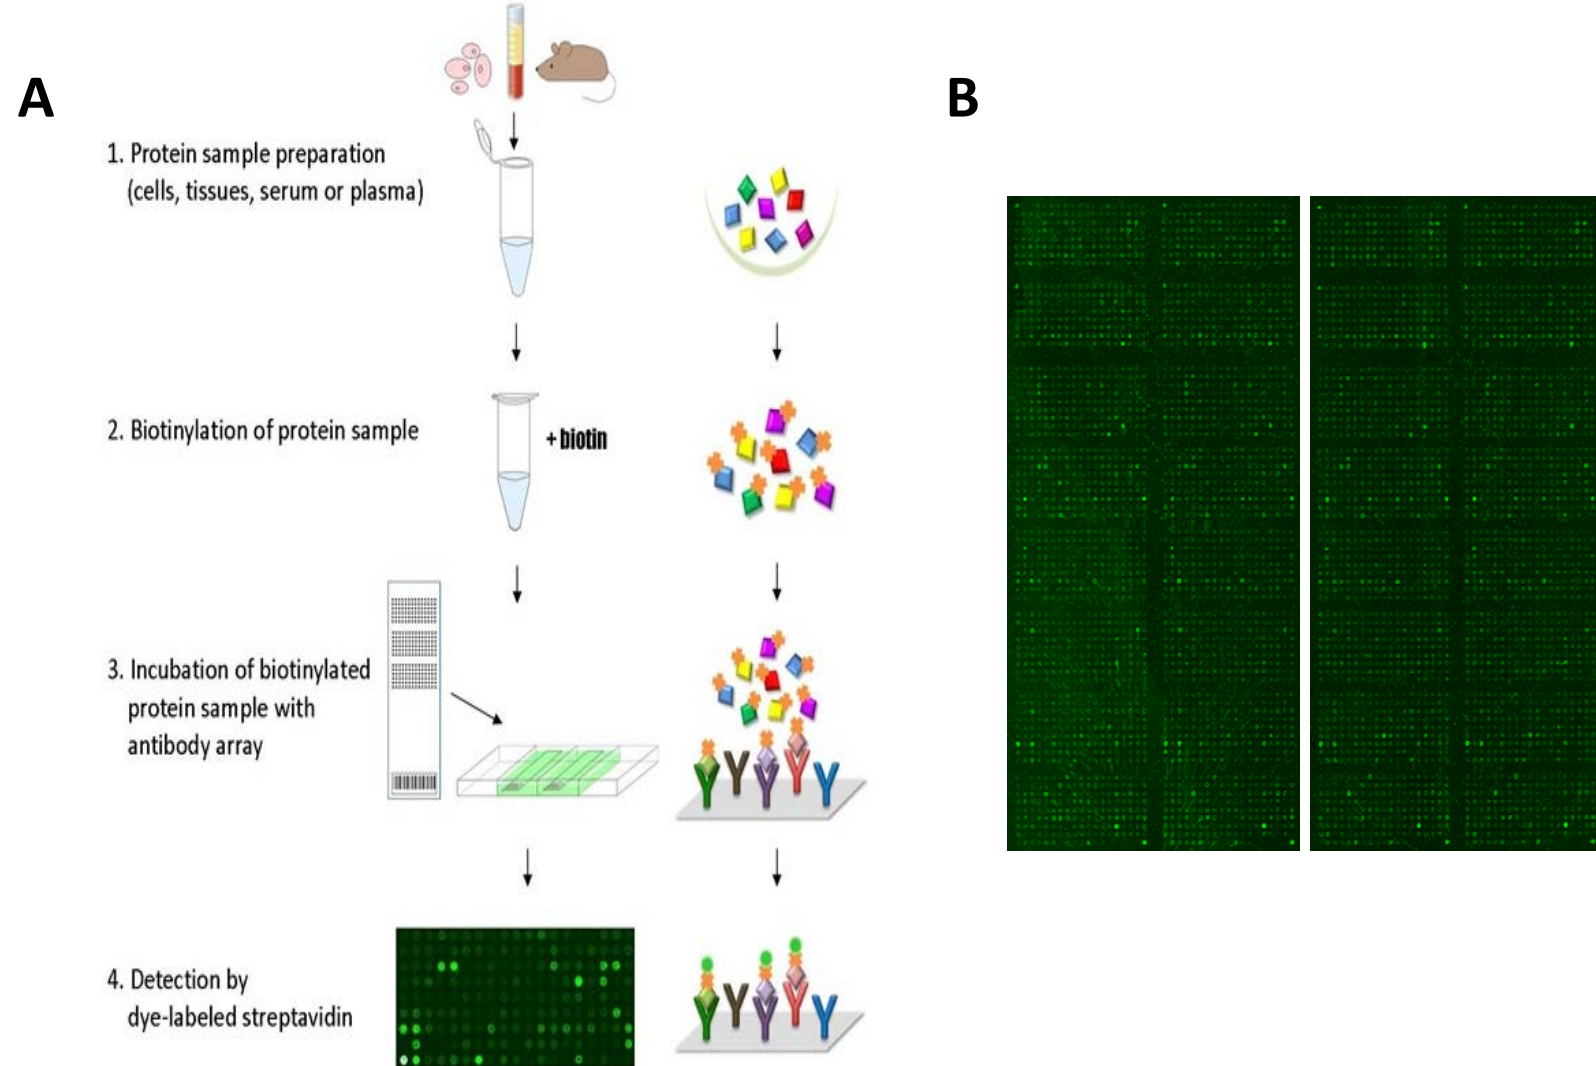 A
B
1. Protein sample preparation
(cells, tissues, serum or plasma)
2. Biotinylation of protein sample
+ biotin
3. Incubation of biotinylated
protein sample with
antibody array
4. Detection by
dye-labeled streptavidin